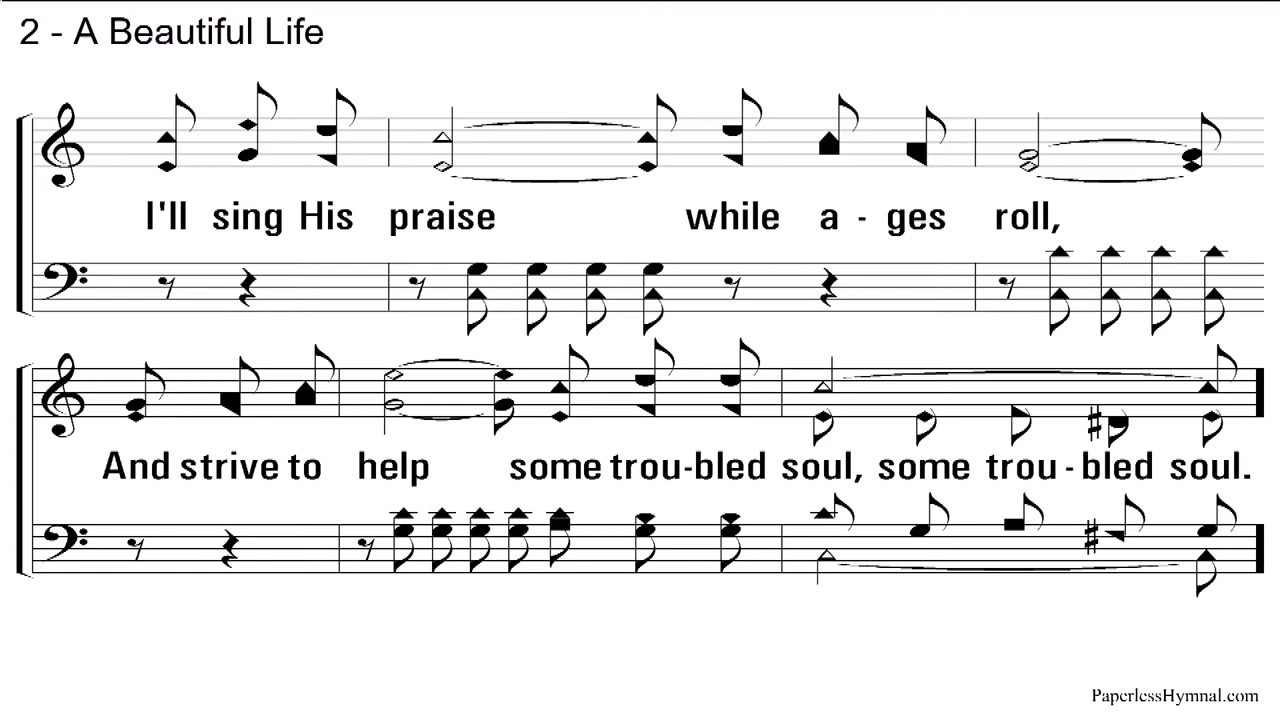 2 - A Beautiful Life
I'll sing His praise while a - ges roll,
And strive to help some trou-bled soul, some trou - bled soul.
PaperlessHymnal.com